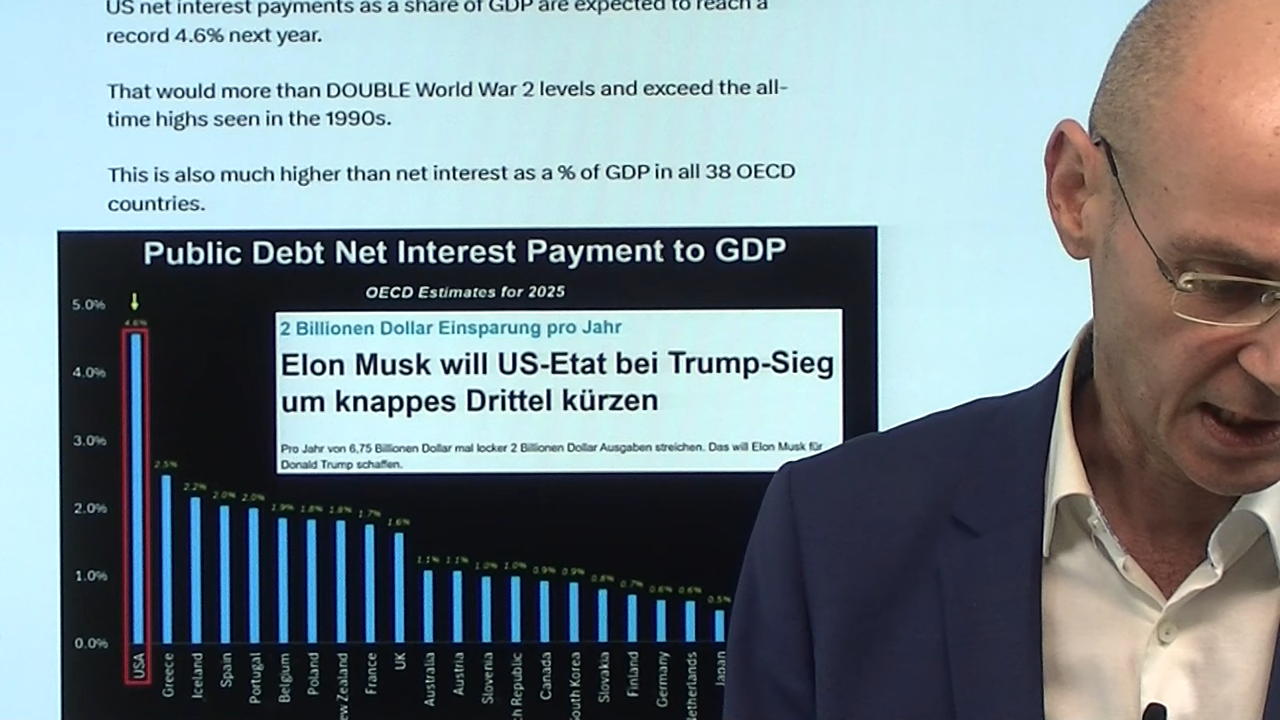 US net interest payments as a share of GDP are expected to reach a
record 4.6% next year.
That would more than DOUBLE World War 2 levels and exceed the all-
time highs seen in the 1990s.
This is also much higher than net interest as a % of GDP in all 38 OECD
countries.
Public Debt Net Interest Payment to GDP
OECD Estimates for 2025
2 Billionen Dollar Einsparung pro Jahr
Elon Musk will US-Etat bei Trump-Sieg
um knappes Drittel kürzen
Pro Jahr von 6,75 Billionen Dollar mal locker 2 Billionen Dollar Ausgaben streichen. Das will Elon Musk für
Donald Trump schaffen.
5.0%
4.0%
3.0%
2.0%
1.0%
0.0%
4.6%
2.5%
2.2%
2.0%
2.0%
1.9%
1.8%
1.8%
1.7%
1.6%
1.1%
1.1%
1.0%
1.0%
0.9%
0.9%
0.8%
0.7%
0.6%
0.6%
0.5%
USA
Greece
Iceland
Spain
Portugal
Belgium
Poland
ew Zealand
France
UK
Australia
Austria
Slovenia
ch Republic
Canada
outh Korea
Slovakia
Finland
Germany
etherlands
Japan